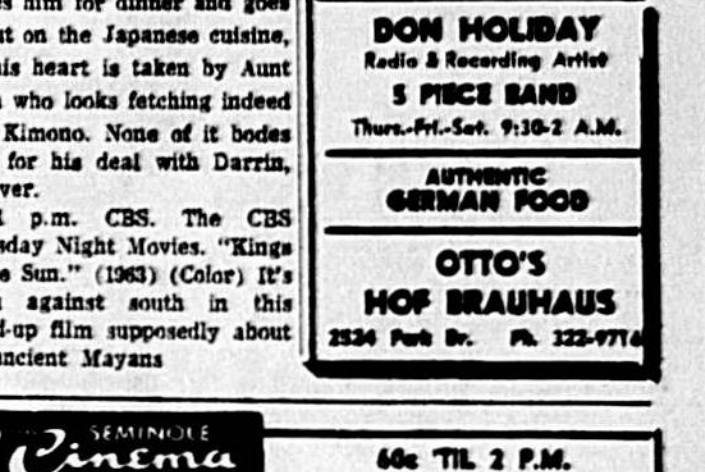 him for dinner and goes
on the Japanese cuisine,
his heart is taken by Aunt
who looks fetching indeed
Kimono. None of it bodes
for his deal with Darrin,
p.m. CBS. The CBS
Night Movies. "Kings
Sun." (1963) (Color) It's
against south in this
film supposedly about
ancient Mayans
DON HOLIDAY
Radio & Recording Artist
5 PIECE BAND
Thurs.-Fri.-Sat. 9:30-2 A.M.
AUTHENTIC
GERMAN FOOD
OTTO'S
HOF BRAUHAUS
2534 Park Dr. Ph. 322-9716
SEMINOLE
Cinema
60c 'TIL 2 P.M.